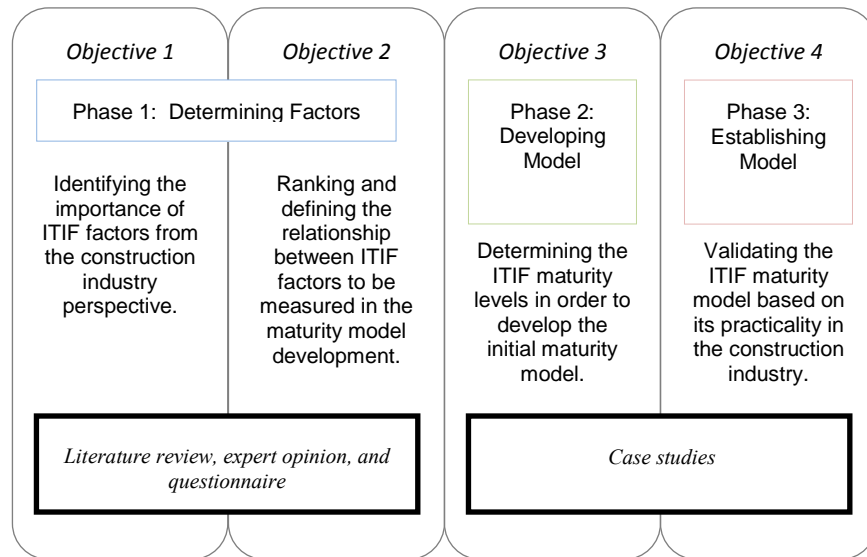 Objective 1
Objective 2
Objective 3
Objective 4
Phase 1: Determining Factors
Phase 2:
Developing
Model
Phase 3:
Establishing
Model
Identifying the
importance of
ITIF factors from
the construction
industry
perspective.
Ranking and
defining the
relationship
between ITIF
factors to be
measured in the
maturity model
development.
Determining the
ITIF maturity
levels in order to
develop the
initial maturity
model.
Validating the
ITIF maturity
model based on
its practicality in
the construction
industry.
Literature review, expert opinion, and
questionnaire
Case studies